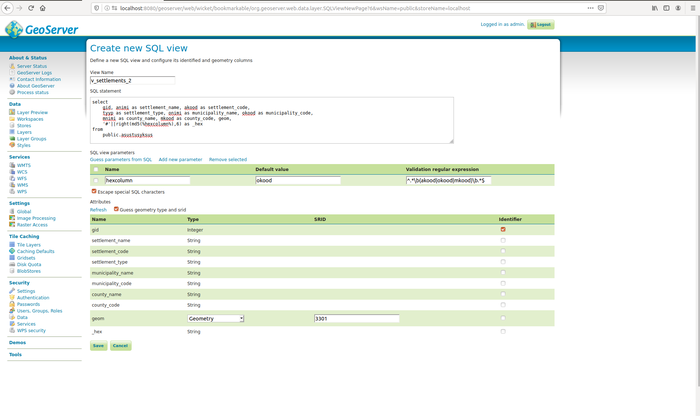 localhost:8080/geoserver/web/wicket/bookmarkable/org.geoserver.web.data.layer.SQLViewNewPage?6&wsName=public&storeName=localhost
GeoServer
Logged in as admin.
Logout
About & Status
Server Status
GeoServer Logs
Contact Information
About GeoServer
Process status
Data
Layer Preview
Workspaces
Stores
Layers
Layer Groups
Styles
Services
WMTS
WCS
WFS
WMS
WPS
Settings
Global
Image Processing
Raster Access
Tile Caching
Tile Layers
Caching Defaults
Gridsets
Disk Quota
BlobStores
Security
Settings
Authentication
Passwords
Users, Groups, Roles
Data
Services
WPS security
Demos
Tools
Create new SQL view
Define a new SQL view and configure its identified and geometry columns
View Name
v_settlements_2
SQL statement
select
gid, animi as settlement_name, akood as settlement_code,
tyyp as settlement_type, onimi as municipality_name, okood as municipality_code,
mnimi as county_name, mkood as county_code, geom,
'#'||right(md5(%hexcolumn%),6) as _hex
from
public.asustusyksus
SQL view parameters
Guess parameters from SQL Add new parameter Remove selected
Name Default value Validation regular expression
hexcolumn okood ^.*\b(akood|okood|mkood)\b.*$
Escape special SQL characters
Attributes
Refresh Guess geometry type and srid
Name Type SRID Identifier
gid Integer
settlement_name String
settlement_code String
settlement_type String
municipality_name String
municipality_code String
county_name String
county_code String
geom Geometry 3301
_hex String
Save Cancel